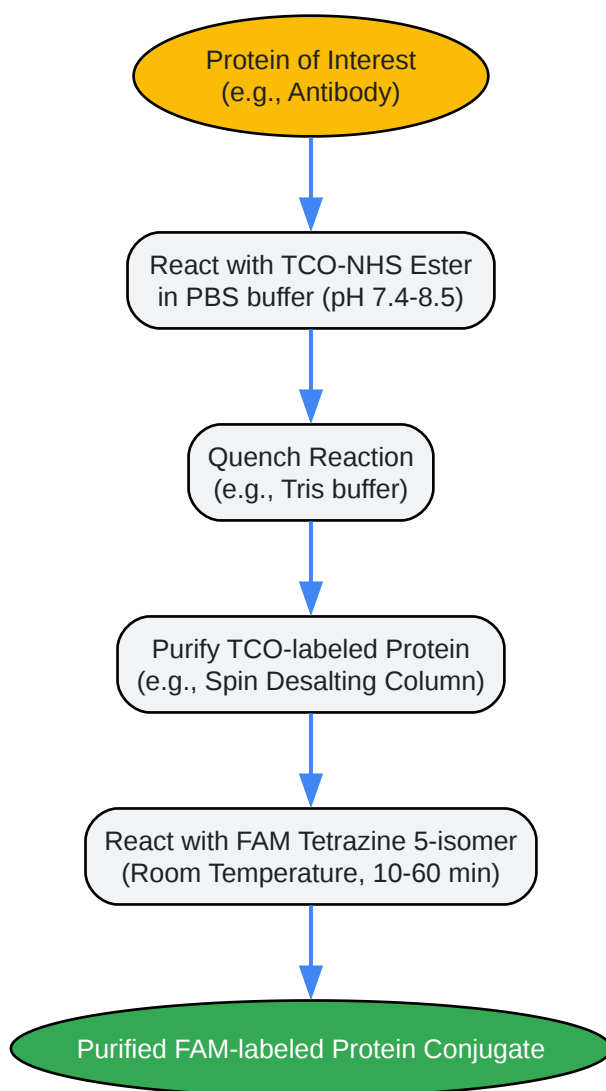 Protein of Interest
(e.g., Antibody)
React with TCO-NHS Ester
in PBS buffer (pH 7.4-8.5)
Quench Reaction
(e.g., Tris buffer)
Purify TCO-labeled Protein
(e.g., Spin Desalting Column)
React with FAM Tetrazine 5-isomer
(Room Temperature, 10-60 min)
Purified FAM-labeled Protein Conjugate